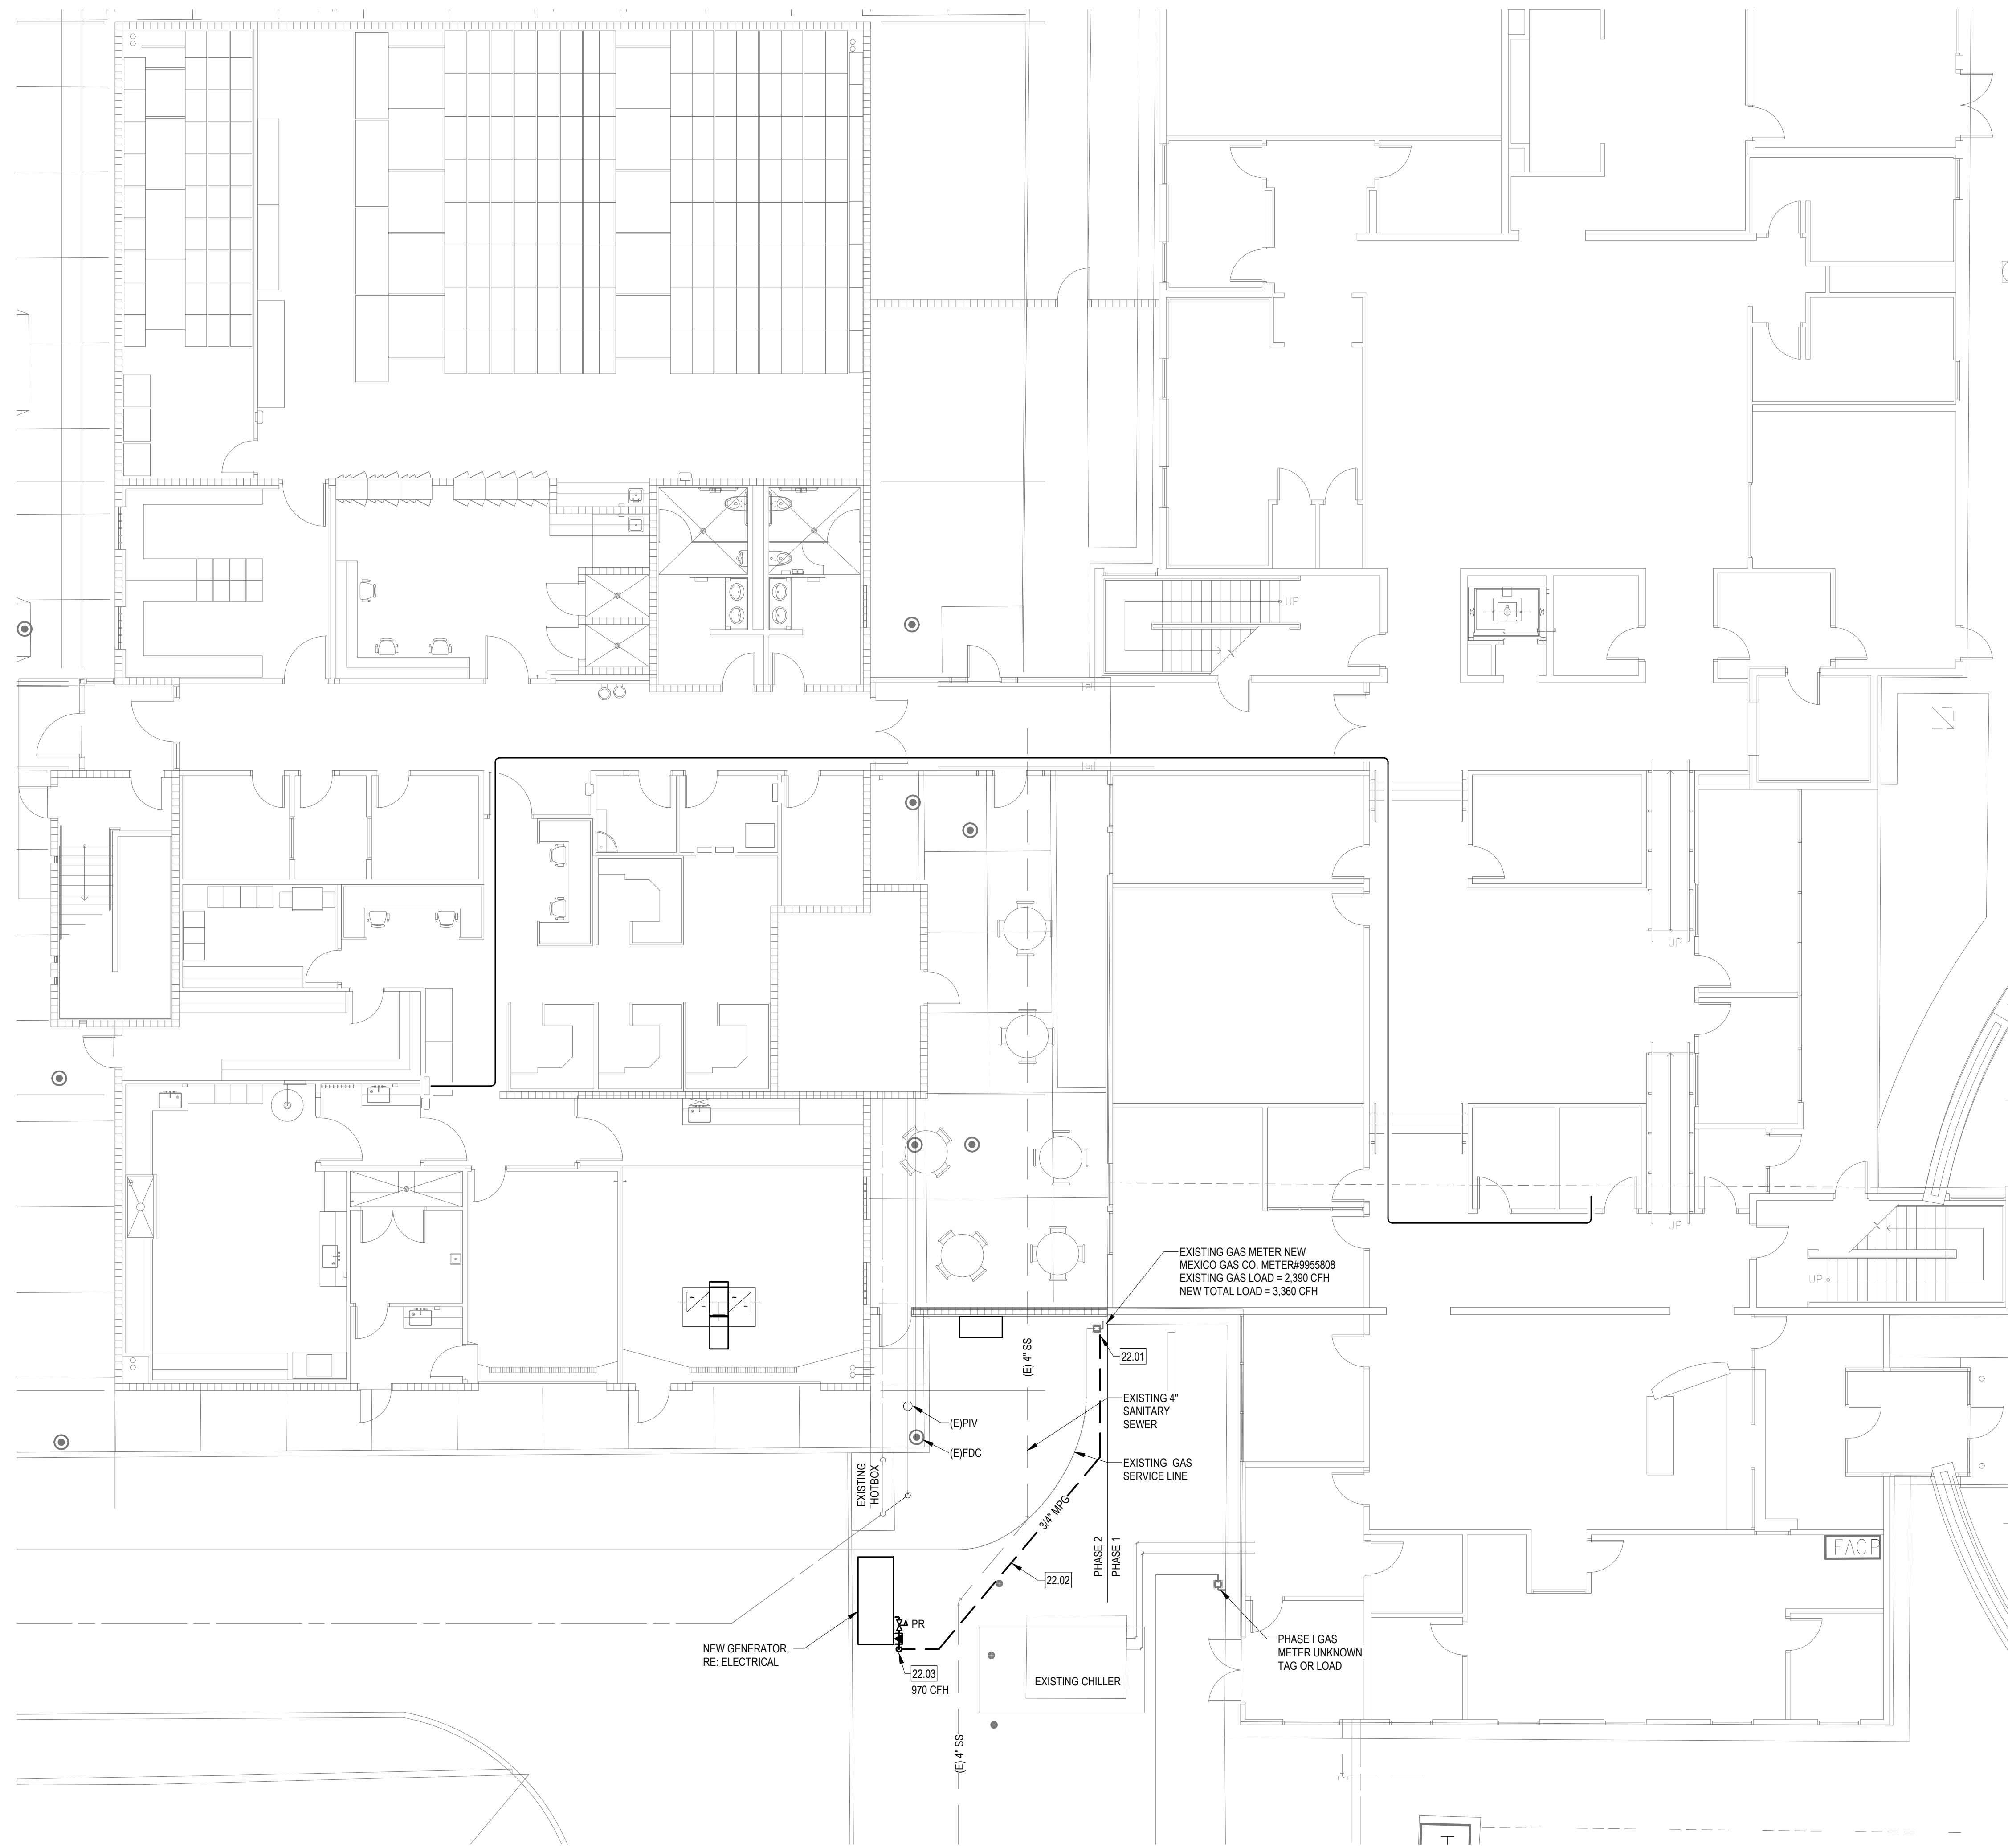 UP
UP
UP
UP
EXISTING GAS METER NEW
MEXICO GAS CO. METER#9955808
EXISTING GAS LOAD = 2,390 CFH
NEW TOTAL LOAD = 3,360 CFH
22.01
(E) 4" SS
EXISTING 4"
SANITARY
SEWER
(E)PIV
(E)FDC
EXISTING GAS
SERVICE LINE
EXISTING
HOTBOX
3/4" MPG
PHASE 2
PHASE 1
FACP
22.02
PR
NEW GENERATOR,
RE: ELECTRICAL
22.03
970 CFH
EXISTING CHILLER
PHASE I GAS
METER UNKNOWN
TAG OR LOAD
(E) 4" SS
T